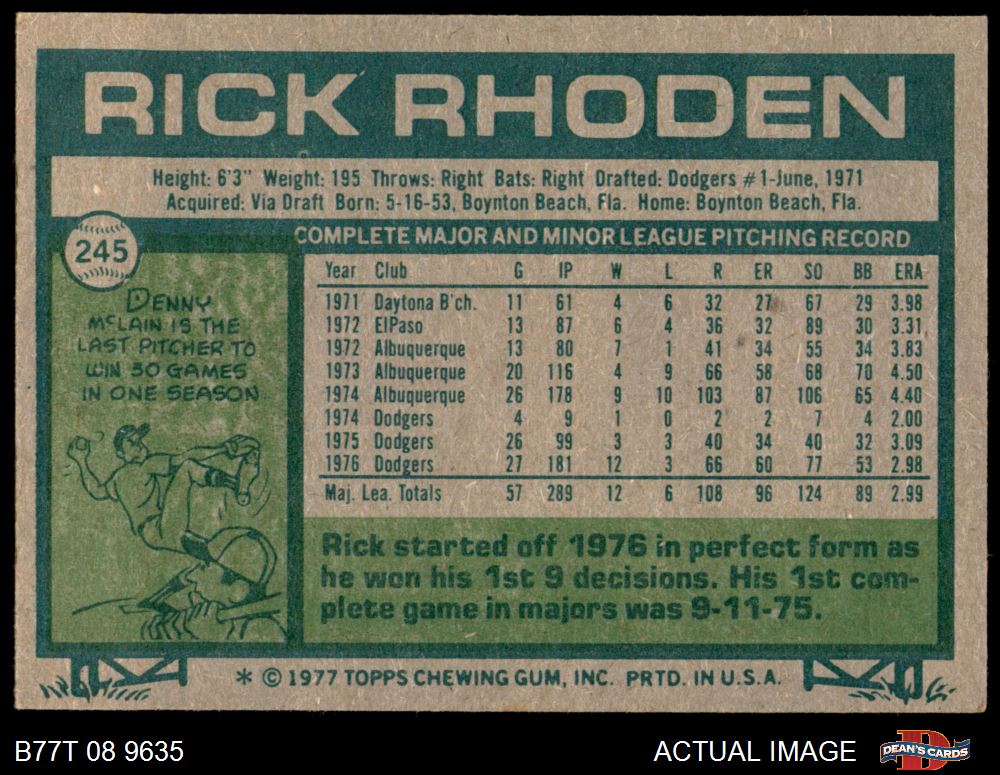 RICK RHODEN
Height: 6'3" Weight: 195 Throws: Right Bats: Right Drafted: Dodgers #1-June, 1971
Acquired: Via Draft Born: 5-16-53, Boynton Beach, Fla. Home: Boynton Beach, Fla.
245
COMPLETE MAJOR AND MINOR LEAGUE PITCHING RECORD
DENNY
McLAIN IS THE
LAST PITCHER TO
WIN 30 GAMES
IN ONE SEASON
Year Club G IP W L R ER SO BB ERA
1971 Daytona B'ch. 11 61 4 6 32 27 67 29 3.98
1972 ElPaso 13 87 6 4 36 32 89 30 3.31
1972 Albuquerque 13 80 7 1 41 34 55 34 3.83
1973 Albuquerque 20 116 4 9 66 58 68 70 4.50
1974 Albuquerque 26 178 9 10 103 87 106 65 4.40
1974 Dodgers 4 9 1 0 2 2 7 4 2.00
1975 Dodgers 26 99 3 3 40 34 40 32 3.09
1976 Dodgers 27 181 12 3 66 60 77 53 2.98
Maj. Lea. Totals 57 289 12 6 108 96 124 89 2.99
Rick started off 1976 in perfect form as
he won his 1st 9 decisions. His 1st com-
plete game in majors was 9-11-75.
* © 1977 TOPPS CHEWING GUM, INC. PRTD. IN U.S.A.
B77T 08 9635
ACTUAL IMAGE
D
DEAN'S CARDS